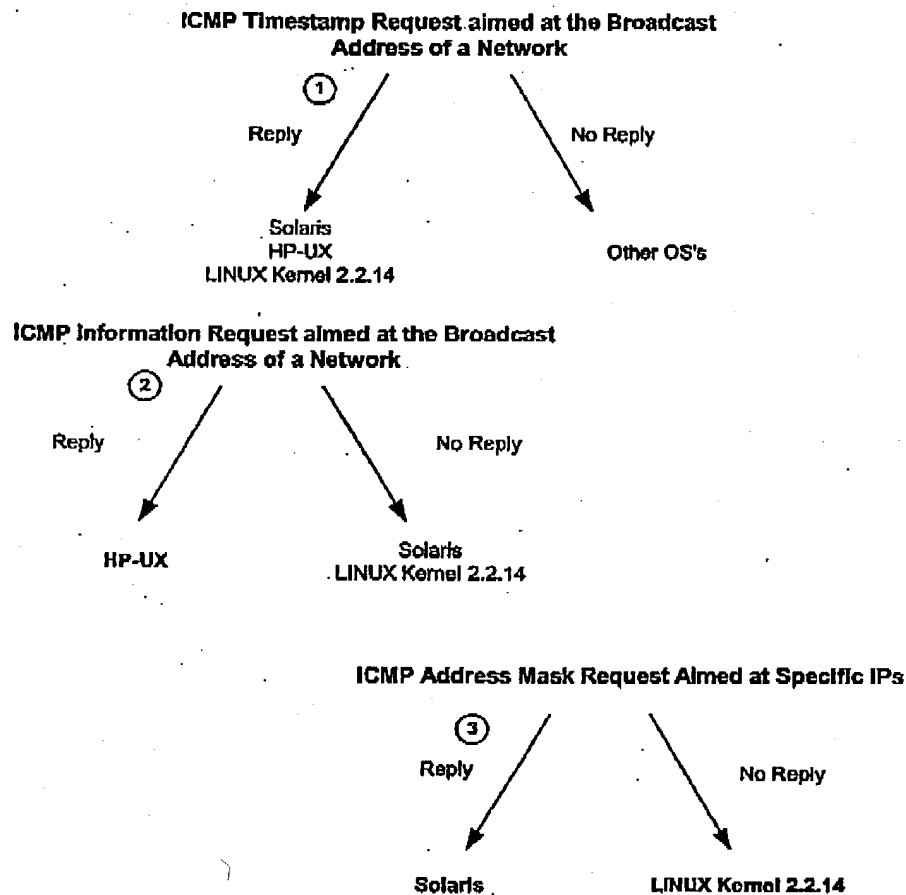 ICMP Timestamp Request aimed at the Broadcast
Address of a Network
1
Reply
No Reply
Solaris
HP-UX
LINUX Kernel 2.2.14
Other OS's
ICMP Information Request aimed at the Broadcast
Address of a Network
2
Reply
No Reply
HP-UX
Solaris
LINUX Kernel 2.2.14
ICMP Address Mask Request Aimed at Specific IPs
3
Reply
No Reply
Solaris
LINUX Kernel 2.2.14